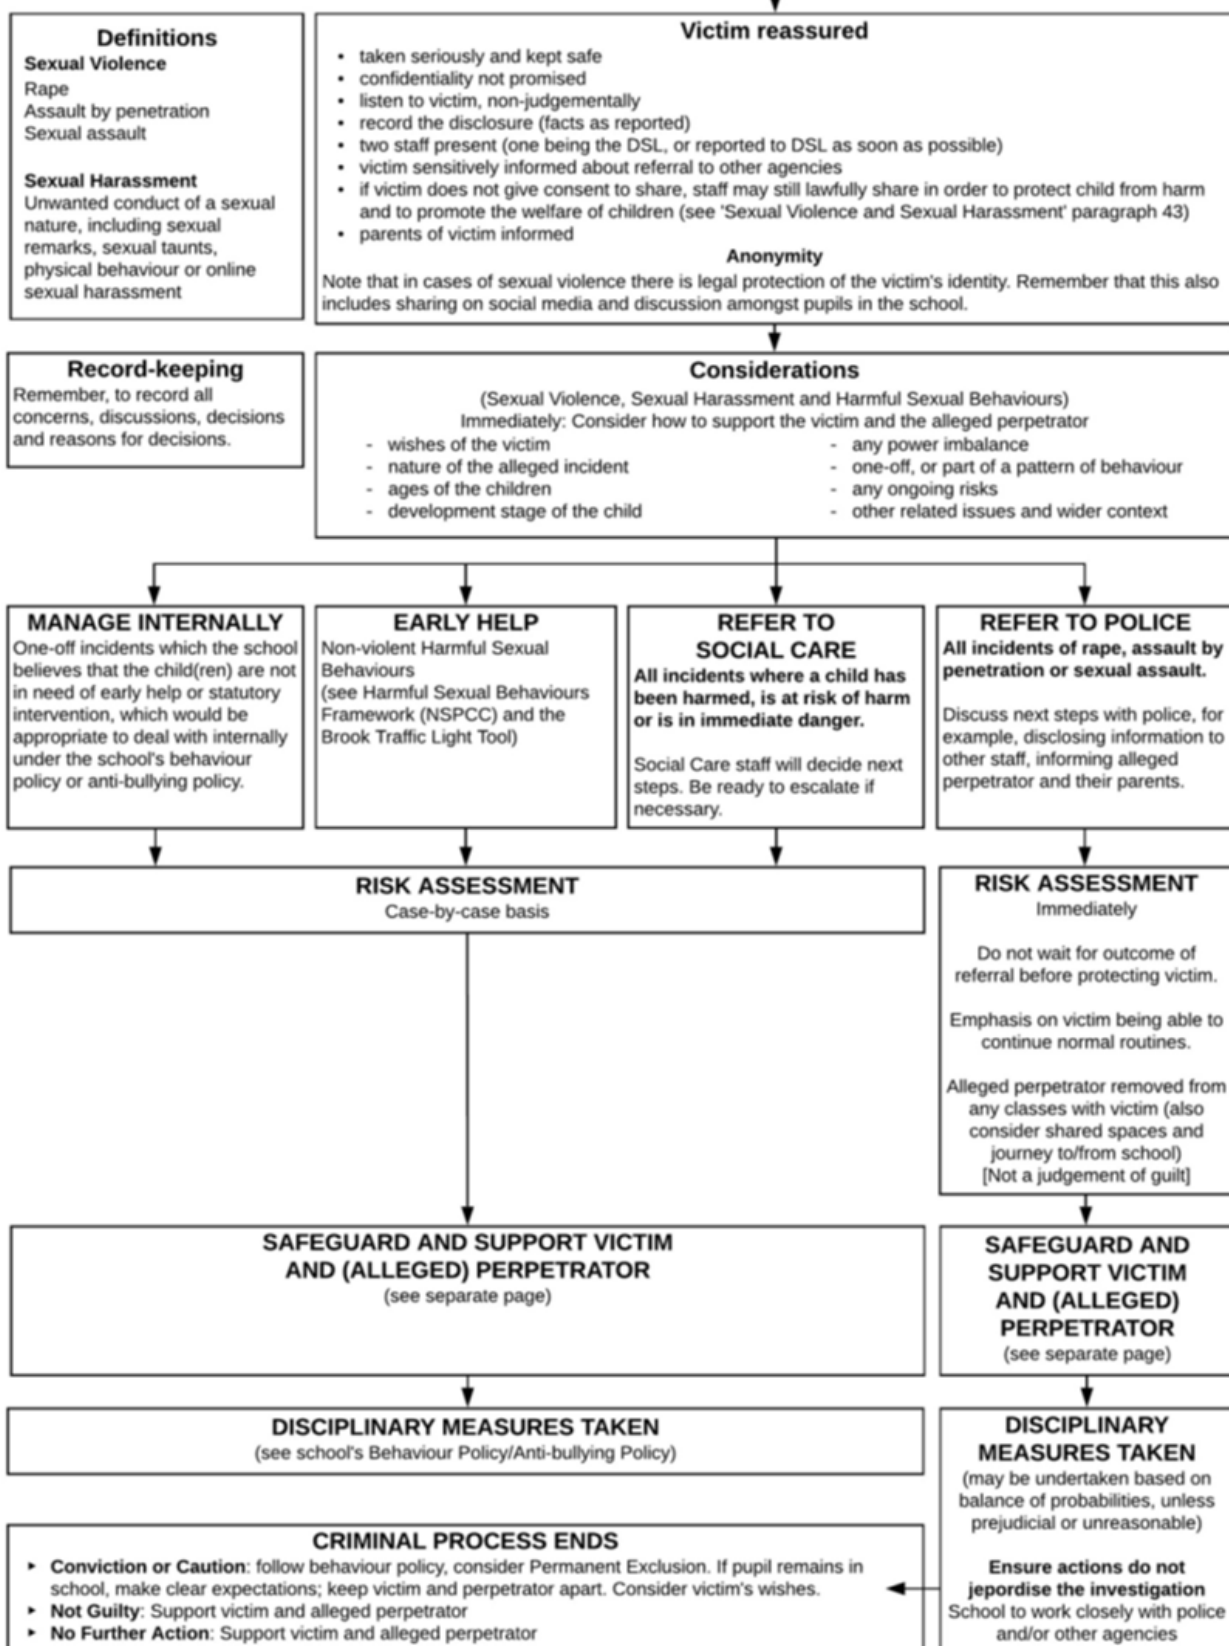 Definitions
Sexual Violence
Rape
Assault by penetration
Sexual assault
Sexual Harassment
Unwanted conduct of a sexual
nature, including sexual
remarks, sexual taunts,
physical behaviour or online
sexual harassment
Victim reassured
• taken seriously and kept safe
• confidentiality not promised
• listen to victim, non-judgementally
• record the disclosure (facts as reported)
• two staff present (one being the DSL, or reported to DSL as soon as possible)
• victim sensitively informed about referral to other agencies
• if victim does not give consent to share, staff may still lawfully share in order to protect child from harm
and to promote the welfare of children (see 'Sexual Violence and Sexual Harassment' paragraph 43)
• parents of victim informed
Anonymity
Note that in cases of sexual violence there is legal protection of the victim's identity. Remember that this also
includes sharing on social media and discussion amongst pupils in the school.
Record-keeping
Remember, to record all
concerns, discussions, decisions
and reasons for decisions.
Considerations
(Sexual Violence, Sexual Harassment and Harmful Sexual Behaviours)
Immediately: Consider how to support the victim and the alleged perpetrator
- wishes of the victim
- nature of the alleged incident
- ages of the children
- development stage of the child
- any power imbalance
- one-off, or part of a pattern of behaviour
- any ongoing risks
- other related issues and wider context
MANAGE INTERNALLY
One-off incidents which the school
believes that the child(ren) are not
in need of early help or statutory
intervention, which would be
appropriate to deal with internally
under the school's behaviour
policy or anti-bullying policy.
EARLY HELP
Non-violent Harmful Sexual
Behaviours
(see Harmful Sexual Behaviours
Framework (NSPCC) and the
Brook Traffic Light Tool)
REFER TO
SOCIAL CARE
All incidents where a child has
been harmed, is at risk of harm
or is in immediate danger.
Social Care staff will decide next
steps. Be ready to escalate if
necessary.
REFER TO POLICE
All incidents of rape, assault by
penetration or sexual assault.
Discuss next steps with police, for
example, disclosing information to
other staff, informing alleged
perpetrator and their parents.
RISK ASSESSMENT
Case-by-case basis
RISK ASSESSMENT
Immediately
Do not wait for outcome of
referral before protecting victim.
Emphasis on victim being able to
continue normal routines.
Alleged perpetrator removed from
any classes with victim (also
consider shared spaces and
journey to/from school)
[Not a judgement of guilt]
SAFEGUARD AND SUPPORT VICTIM
AND (ALLEGED) PERPETRATOR
(see separate page)
SAFEGUARD AND
SUPPORT VICTIM
AND (ALLEGED)
PERPETRATOR
(see separate page)
DISCIPLINARY MEASURES TAKEN
(see school's Behaviour Policy/Anti-bullying Policy)
DISCIPLINARY
MEASURES TAKEN
(may be undertaken based on
balance of probabilities, unless
prejudicial or unreasonable)
Ensure actions do not
jepordise the investigation
School to work closely with police
and/or other agencies
CRIMINAL PROCESS ENDS
‣ Conviction or Caution: follow behaviour policy, consider Permanent Exclusion. If pupil remains in
school, make clear expectations; keep victim and perpetrator apart. Consider victim's wishes.
‣ Not Guilty: Support victim and alleged perpetrator
‣ No Further Action: Support victim and alleged perpetrator